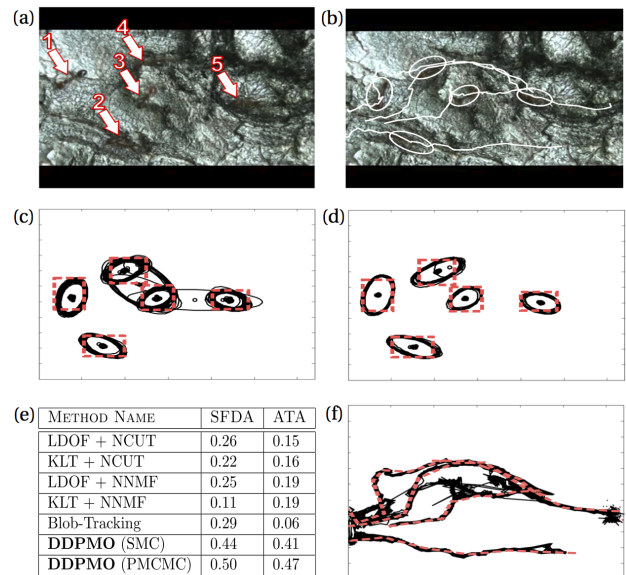 (a)
1
4
3
2
5
(b)
(c)
(d)
(e)
METHOD NAME SFDA ATA
LDOF + NCUT 0.26 0.15
KLT + NCUT 0.22 0.16
LDOF + NNMF 0.25 0.19
KLT + NNMF 0.11 0.19
Blob-Tracking 0.29 0.06
DDPMO (SMC) 0.44 0.41
DDPMO (PMCMC) 0.50 0.47
(f)